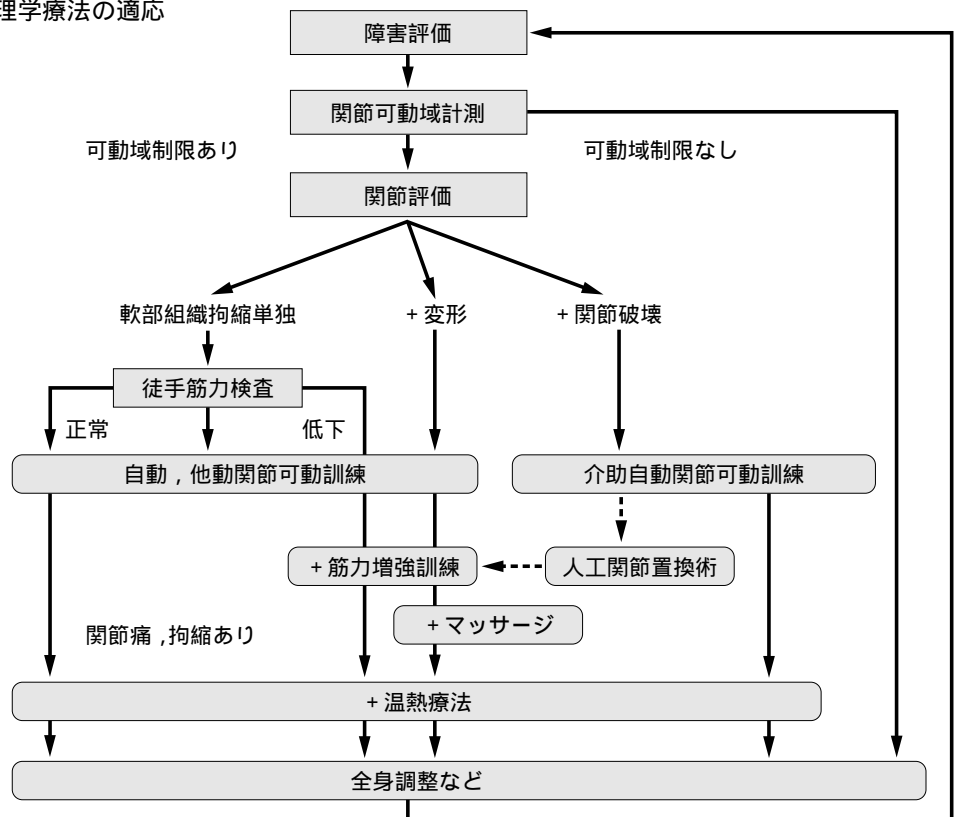 理学療法の適応
障害評価
関節可動域計測
可動域制限あり
可動域制限なし
関節評価
軟部組織拘縮単独
+変形
+関節破壊
徒手筋力検査
正常
低下
自動,他動関節可動訓練
介助自動関節可動訓練
+筋力増強訓練
人工関節置換術
+マッサージ
関節痛,拘縮あり
+温熱療法
全身調整など